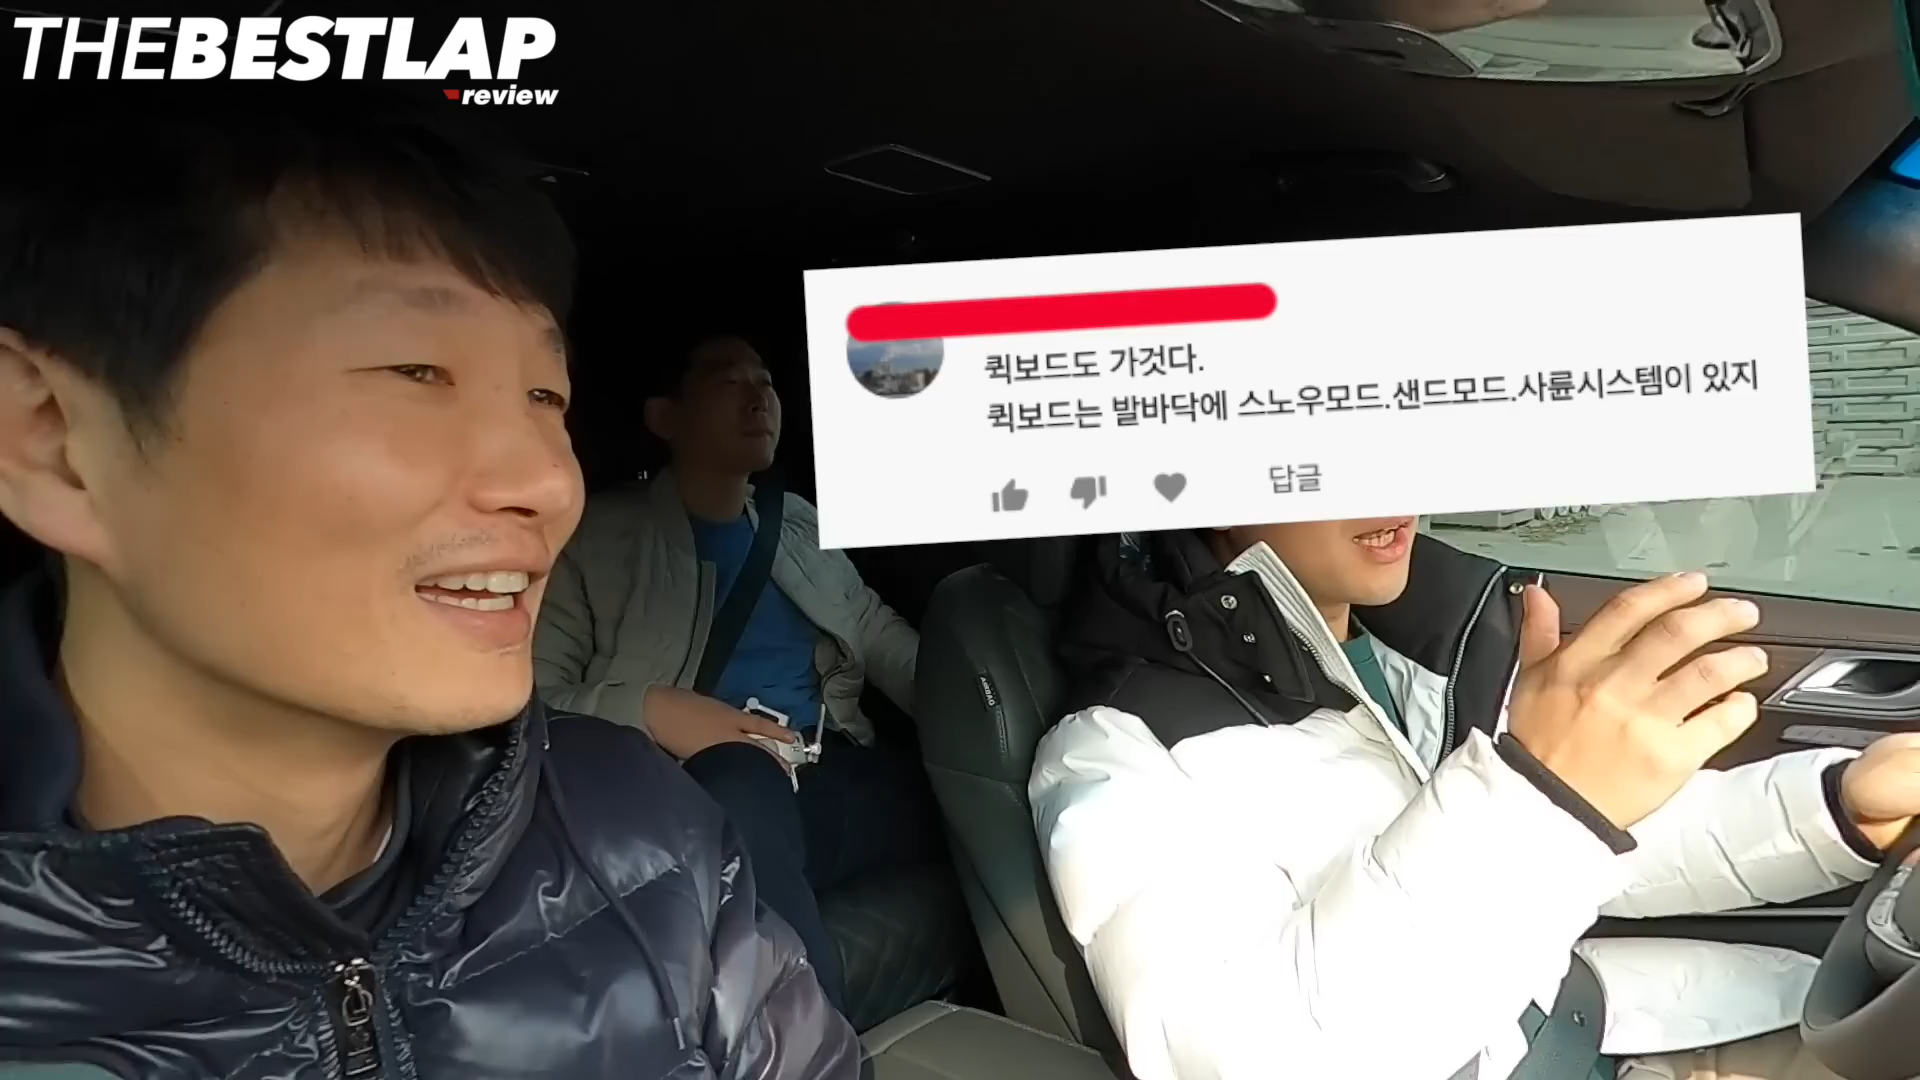 THEBESTLAP
review
퀵보드도 가것다.
퀵보드는 발바닥에 스노우모드.샌드모드.사륜시스템이 있지
답글
AIRBAG